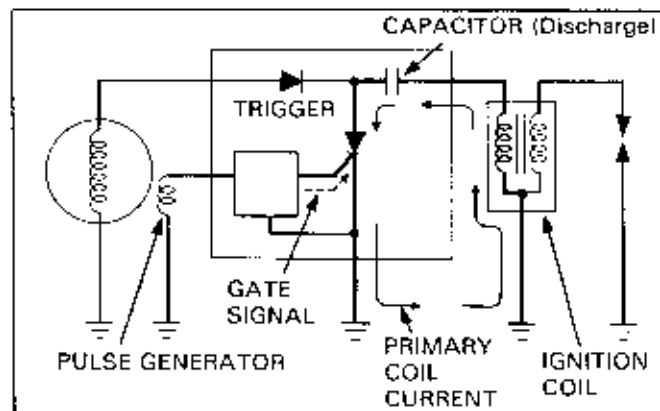 CAPACITOR (Discharge)
TRIGGER
GATE
SIGNAL
PULSE GENERATOR
PRIMARY
COIL
CURRENT
IGNITION
COIL